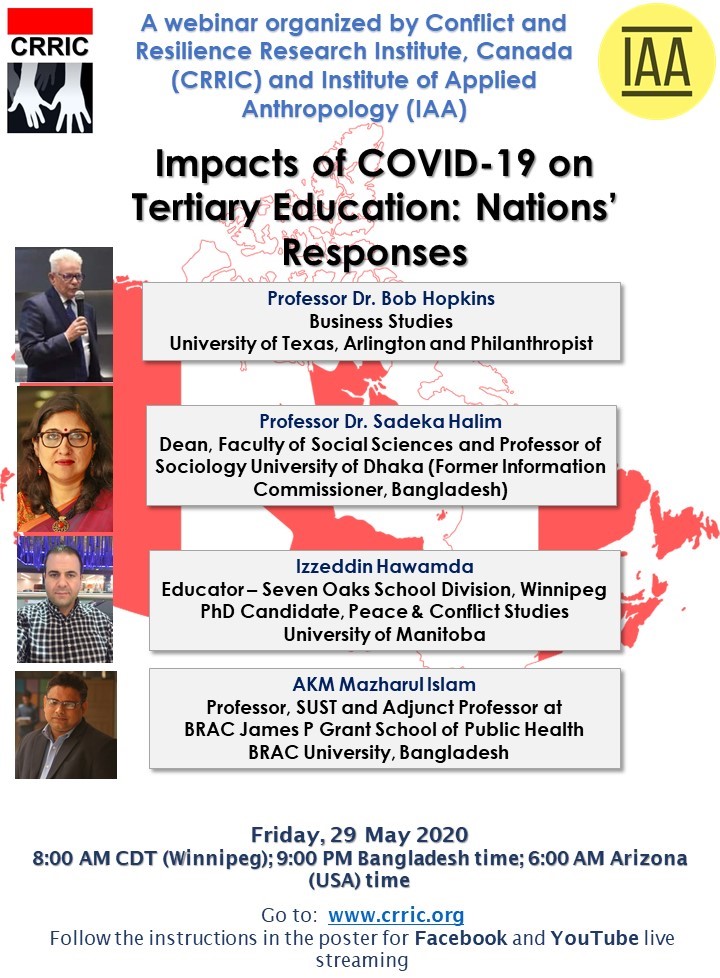 CRRIC
A webinar organized by Conflict and
Resilience Research Institute, Canada
(CRRIC) and Institute of Applied
Anthropology (IAA)
IAA
Impacts of COVID-19 on
Tertiary Education: Nations’
Responses
Professor Dr. Bob Hopkins
Business Studies
University of Texas, Arlington and Philanthropist
Professor Dr. Sadeka Halim
Dean, Faculty of Social Sciences and Professor of
Sociology University of Dhaka (Former Information
Commissioner, Bangladesh)
Izzeddin Hawamda
Educator – Seven Oaks School Division, Winnipeg
PhD Candidate, Peace & Conflict Studies
University of Manitoba
AKM Mazharul Islam
Professor, SUST and Adjunct Professor at
BRAC James P Grant School of Public Health
BRAC University, Bangladesh
Friday, 29 May 2020
8:00 AM CDT (Winnipeg); 9:00 PM Bangladesh time; 6:00 AM Arizona
(USA) time
Go to: www.crric.org
Follow the instructions in the poster for Facebook and YouTube live
streaming